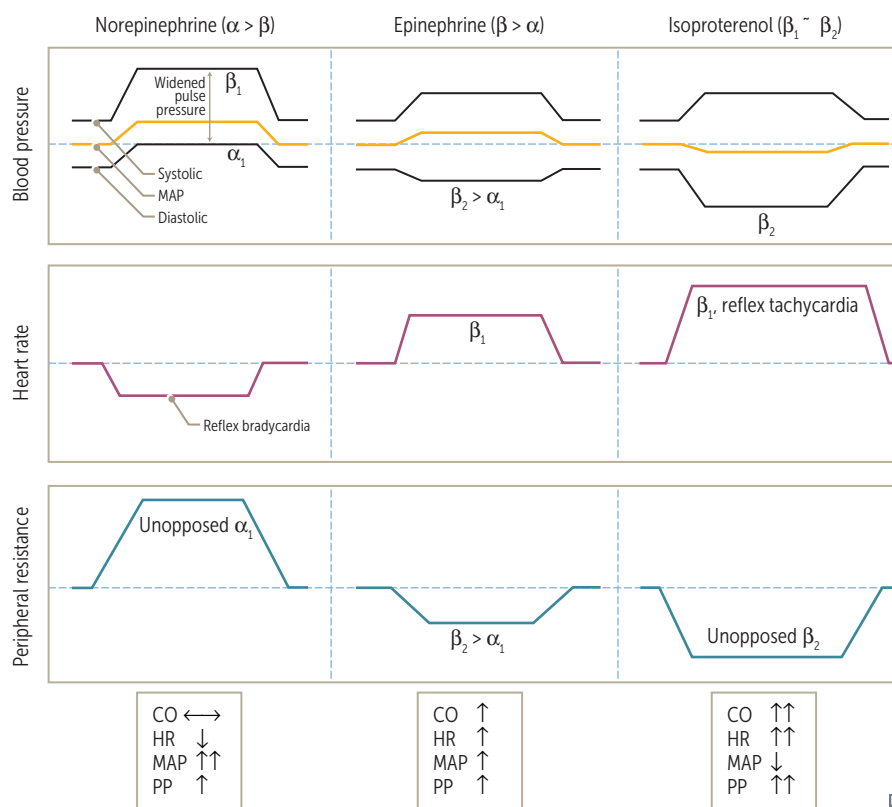 Norepinephrine (α > β)
Epinephrine (β > α)
Isoproterenol (β₁ ˜ β₂)
Blood pressure
Widened
pulse
pressure
β₁
α₁
Systolic
MAP
Diastolic
β₂ > α₁
β₂
Heart rate
Reflex bradycardia
β₁
β₁, reflex tachycardia
Peripheral resistance
Unopposed α₁
β₂ > α₁
Unopposed β₂
CO ←→
HR ↓
MAP ↑↑
PP ↑
CO ↑
HR ↑
MAP ↑
PP ↑
CO ↑↑
HR ↑↑
MAP ↓
PP ↑↑